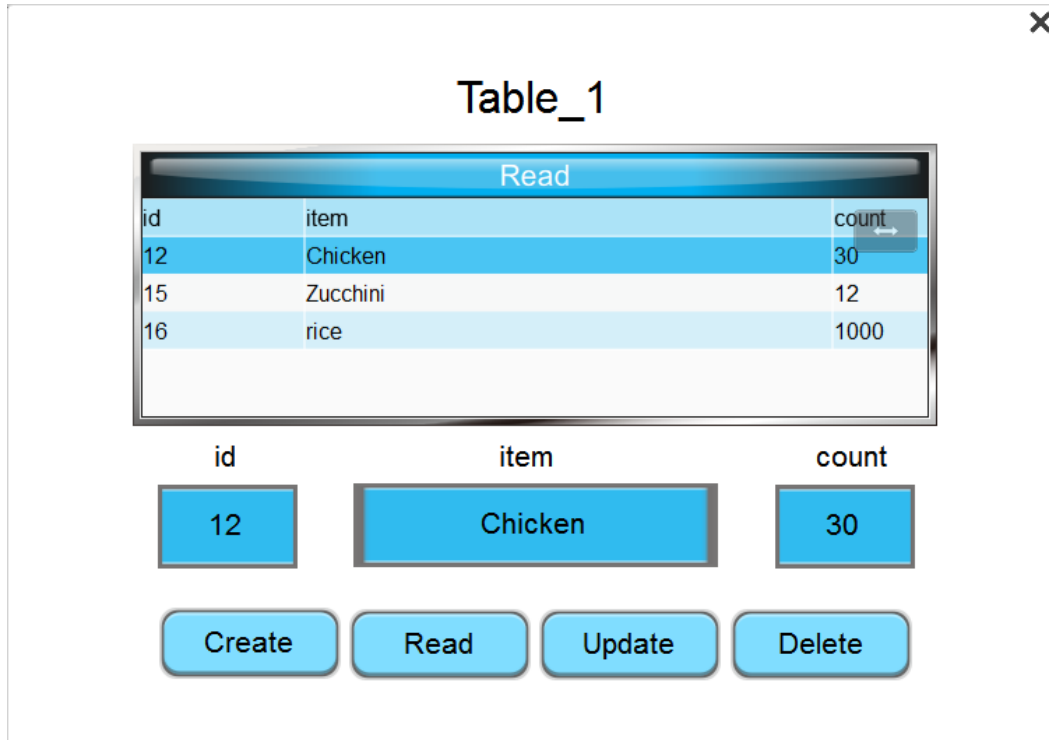 Table_1
Read
id item count
12 Chicken 30
15 Zucchini 12
16 rice 1000
id item count
12 Chicken 30
Create Read Update Delete